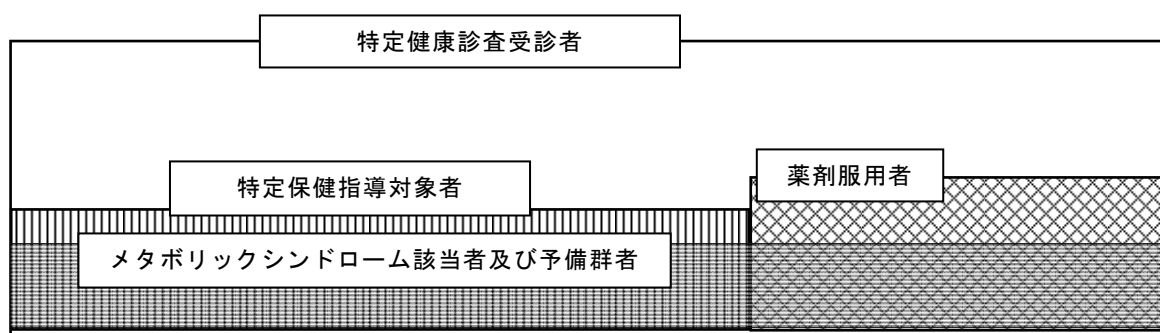 特定健康診査受診者
薬剤服用者
特定保健指導対象者
メタボリックシンドローム該当者及び予備群者